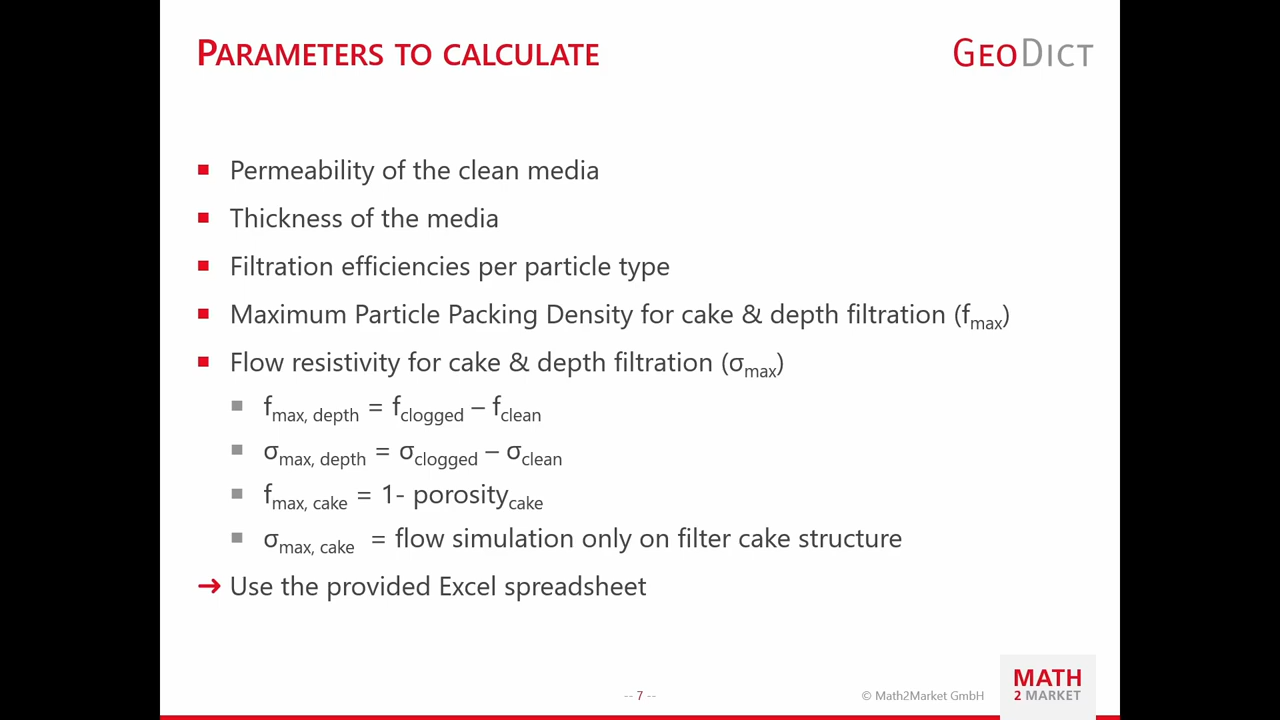 PARAMETERS TO CALCULATE
GEODICT
Permeability of the clean media
Thickness of the media
Filtration efficiencies per particle type
Maximum Particle Packing Density for cake & depth filtration (fmax)
Flow resistivity for cake & depth filtration (σmax)
fmax, depth = fclogged – fclean
σmax, depth = σclogged – σclean
fmax, cake = 1- porositycake
σmax, cake = flow simulation only on filter cake structure
➔ Use the provided Excel spreadsheet
-- 7 --
© Math2Market GmbH
MATH
2 MARKET